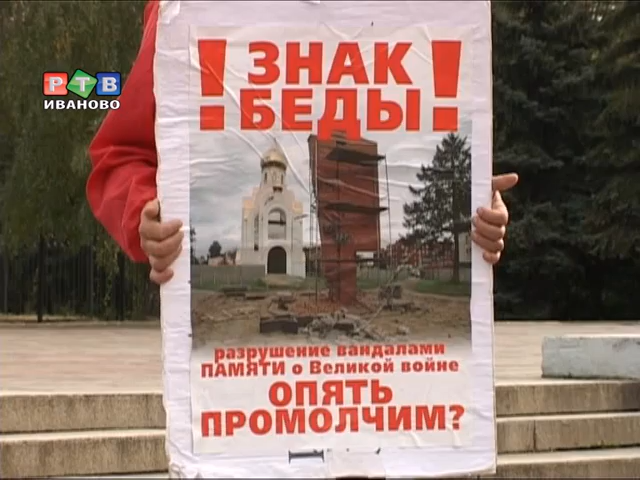 РТВ
ИВАНОВО
! ЗНАК !
БЕДЫ
разрушение вандалами
ПАМЯТИ о Великой войне
ОПЯТЬ
ПРОМОЛЧИМ?